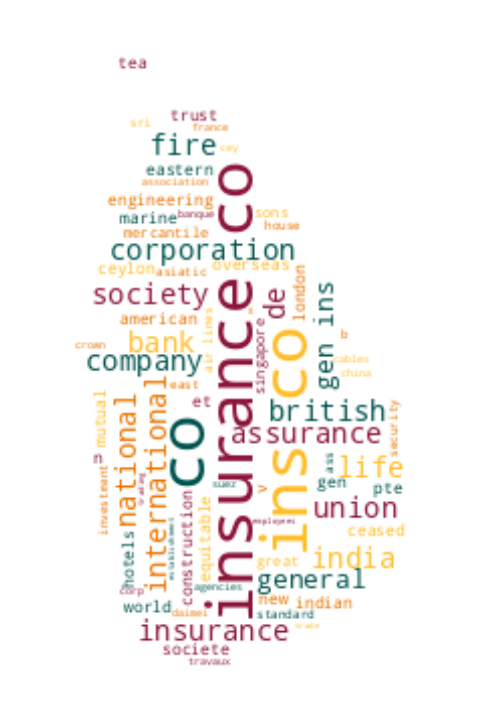 tea
trust
sri
france
fire
cey
eastern
association
insurance co
engineering
marine
banque
sons
house
mercantile
corporation
ceylon
asiatic
overseas
society
de
london
gen ins
american
air lines
singapore
bank
crown
company
b
cables
china
east
et
co
ins co
british
mutual
national
international
assurance
security
n
investment
trading
suez
v
ass
life
gen
pte
union
hotels
establishment
construction
equitable
employees
ceased
great
india
agencies
general
corp
world
daimei
new
indian
standard
insurance
trade
societe
travaux